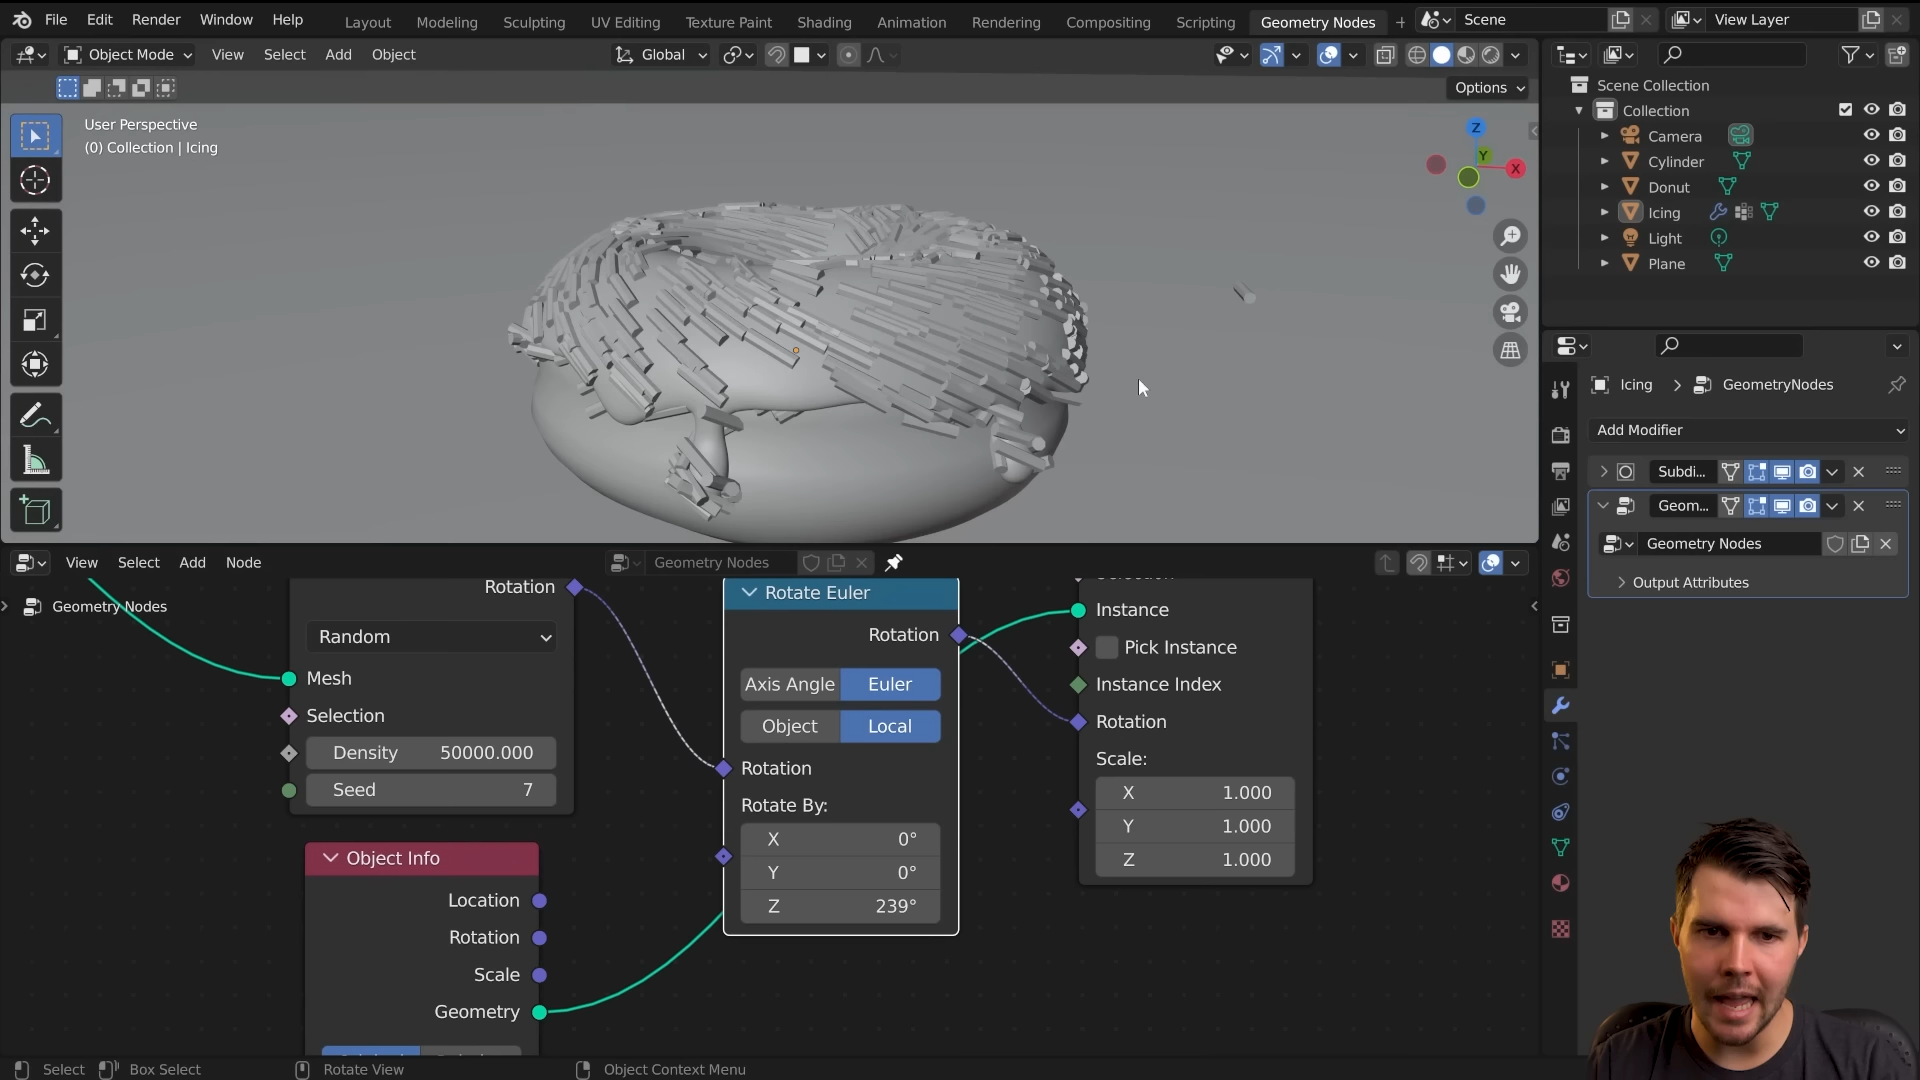 File Edit Render Window Help Layout Modeling Sculpting UV Editing Texture Paint Shading Animation Rendering Compositing Scripting Geometry Nodes + Scene View Layer
Object Mode View Select Add Object Global
Options
User Perspective
(0) Collection | Icing
Z
Y
X
Scene Collection
Collection
Camera
Cylinder
Donut
Icing
Light
Plane
Icing > GeometryNodes
Add Modifier
Subdi...
Geom...
Geometry Nodes
Output Attributes
View Select Add Node Geometry Nodes
Geometry Nodes
Rotation
Random
Mesh
Selection
Density 50000.000
Seed 7
Object Info
Location
Rotation
Scale
Geometry
Rotate Euler
Rotation
Axis Angle Euler
Object Local
Rotation
Rotate By:
X 0°
Y 0°
Z 239°
Instance
Pick Instance
Instance Index
Rotation
Scale:
X 1.000
Y 1.000
Z 1.000
Select Box Select Rotate View Object Context Menu